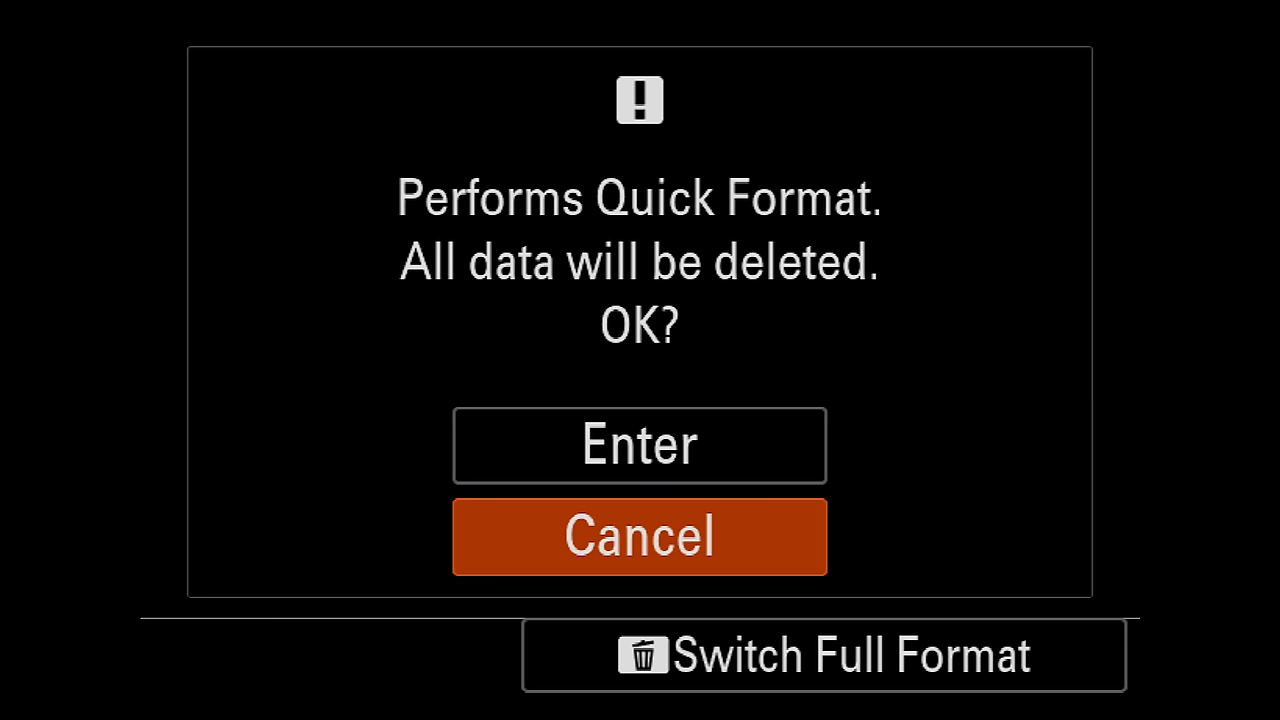 Performs Quick Format.
All data will be deleted.
OK?
Enter
Cancel
Switch Full Format